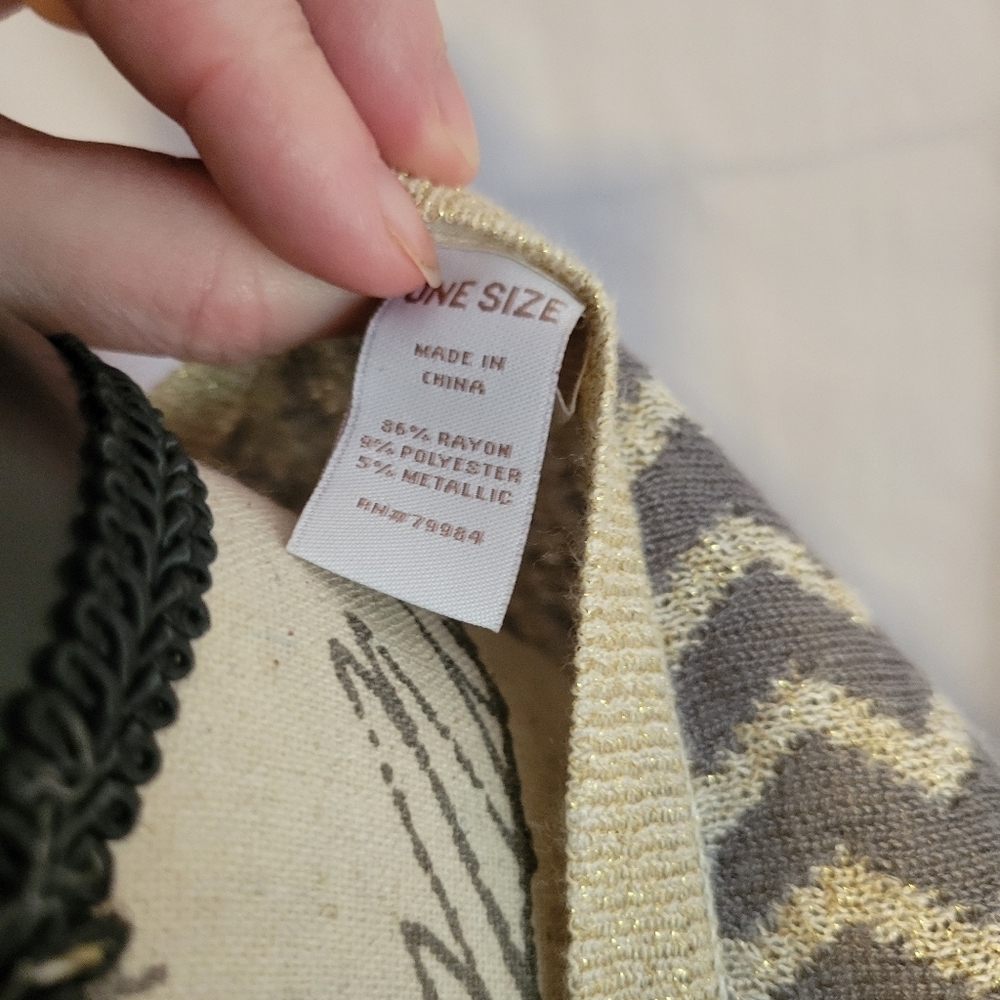 ONE SIZE
MADE IN
CHINA
86% RAYON
9% POLYESTER
5% METALLIC
RN#79984